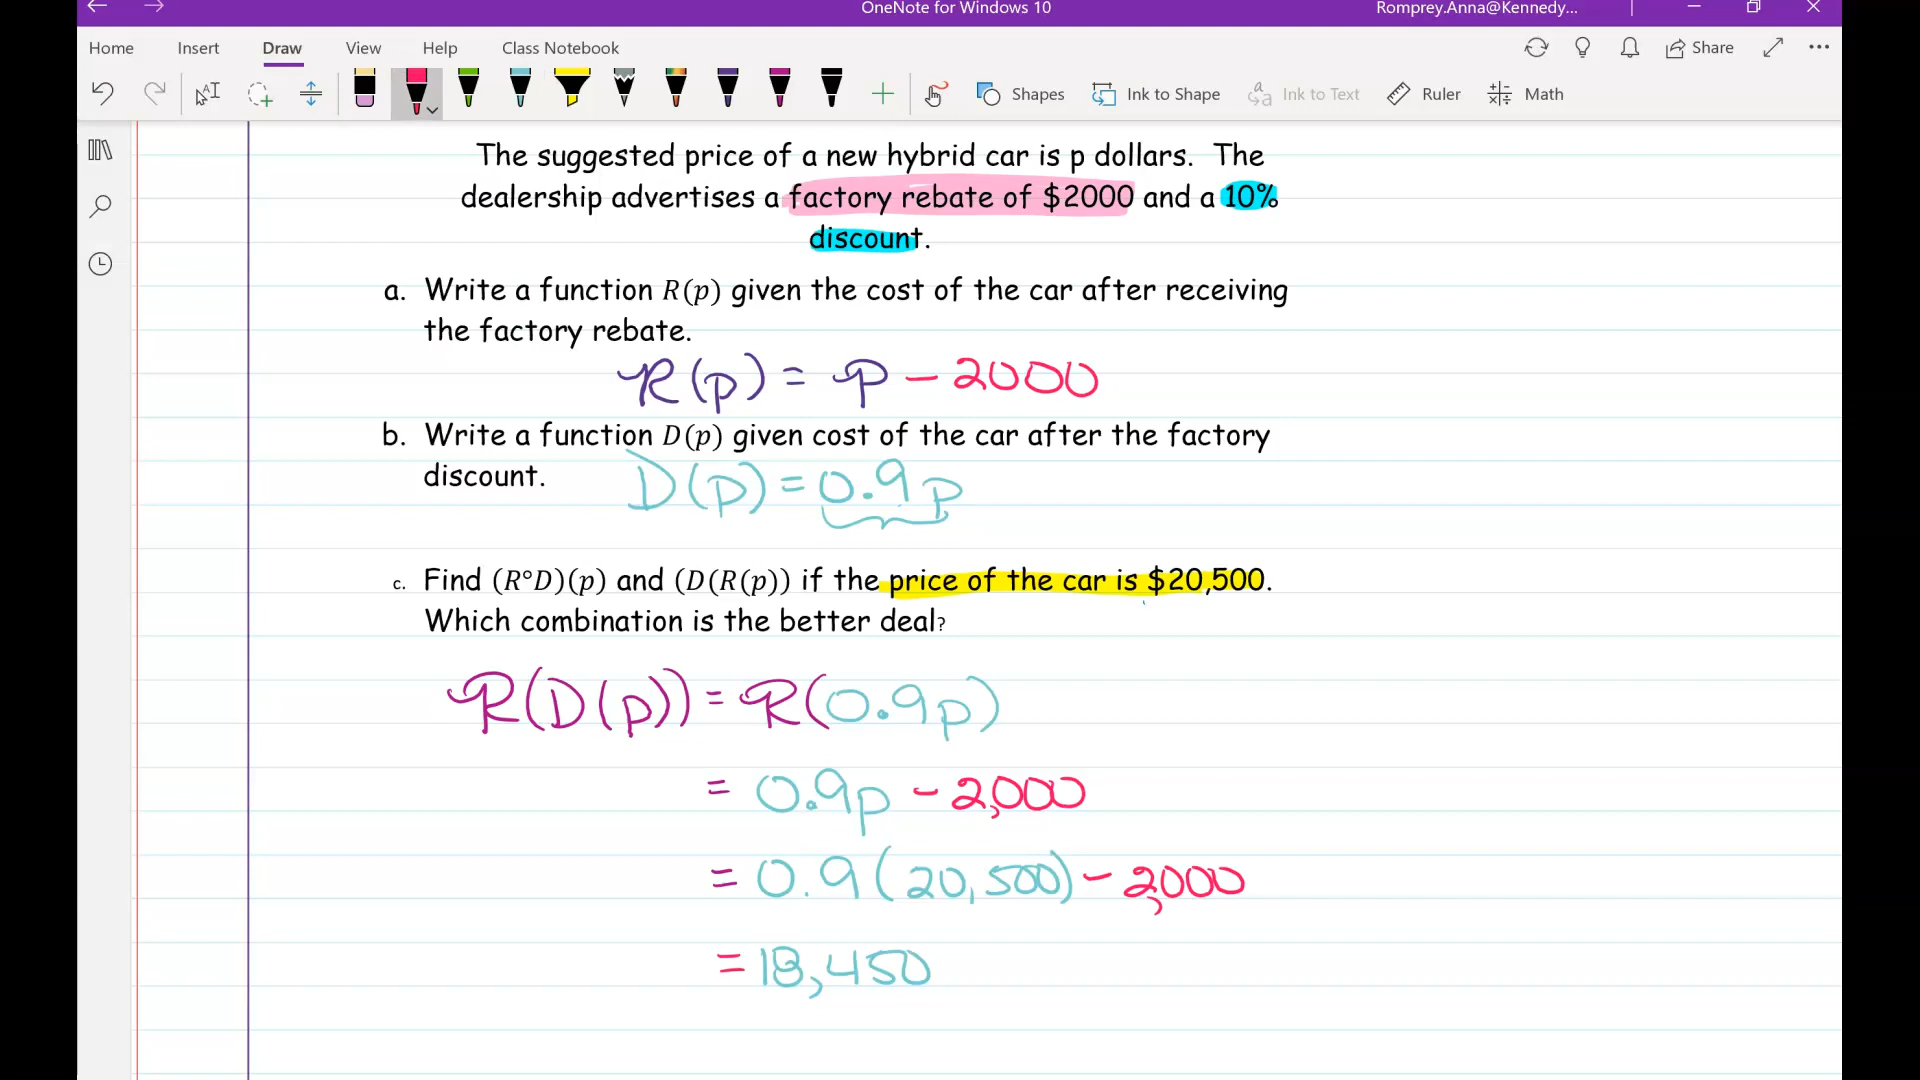 OneNote for Windows 10
Romprey.Anna@Kennedy...
Home Insert Draw View Help Class Notebook
Share
Shapes Ink to Shape Ink to Text Ruler Math
The suggested price of a new hybrid car is p dollars. The
dealership advertises a factory rebate of $2000 and a 10%
discount.
a. Write a function R(p) given the cost of the car after receiving
the factory rebate.
R(p) = p - 2000
b. Write a function D(p) given cost of the car after the factory
discount.
D(p) = 0.9p
c. Find (R°D)(p) and (D(R(p)) if the price of the car is $20,500.
Which combination is the better deal?
R(D(p)) = R(0.9p)
= 0.9p - 2,000
= 0.9(20,500) - 2,000
= 18,450